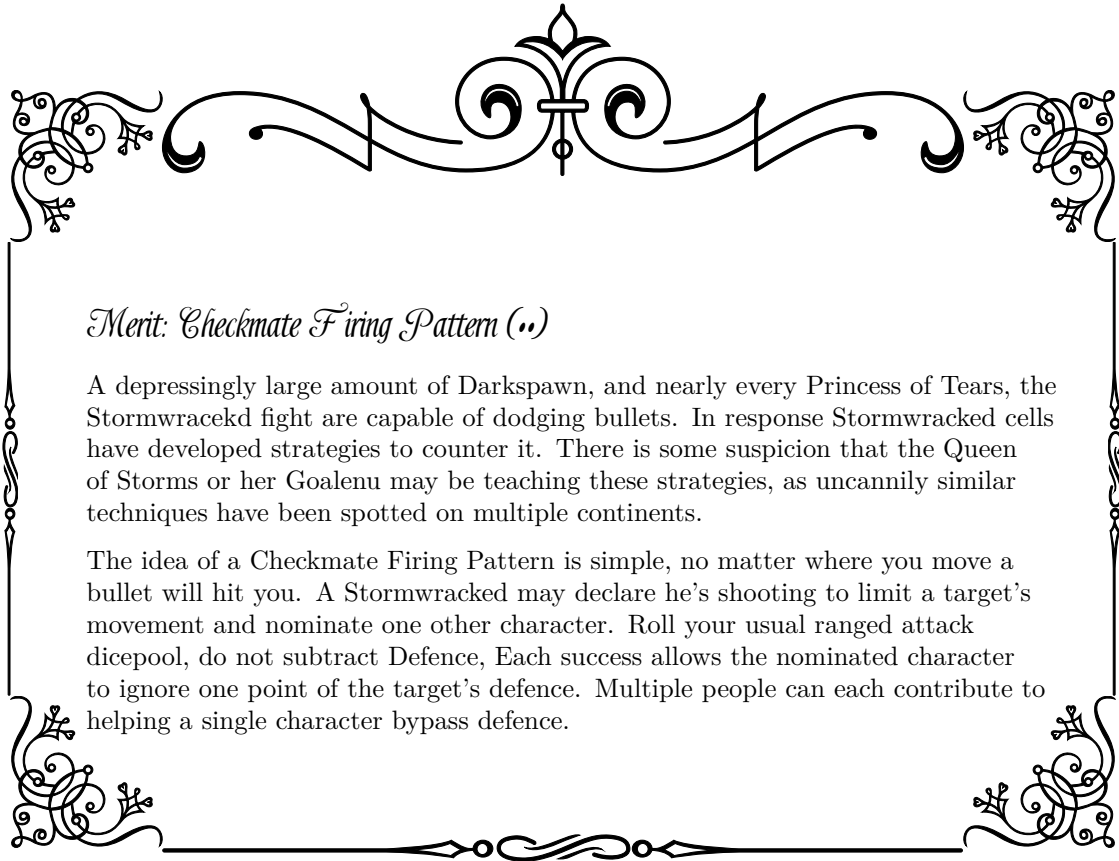 Merit: Checkmate Firing Pattern (••)
A depressingly large amount of Darkspawn, and nearly every Princess of Tears, the
Stormwracekd fight are capable of dodging bullets. In response Stormwracked cells
have developed strategies to counter it. There is some suspicion that the Queen
of Storms or her Goalenu may be teaching these strategies, as uncannily similar
techniques have been spotted on multiple continents.
The idea of a Checkmate Firing Pattern is simple, no matter where you move a
bullet will hit you. A Stormwracked may declare he's shooting to limit a target's
movement and nominate one other character. Roll your usual ranged attack
dicepool, do not subtract Defence, Each success allows the nominated character
to ignore one point of the target's defence. Multiple people can each contribute to
helping a single character bypass defence.